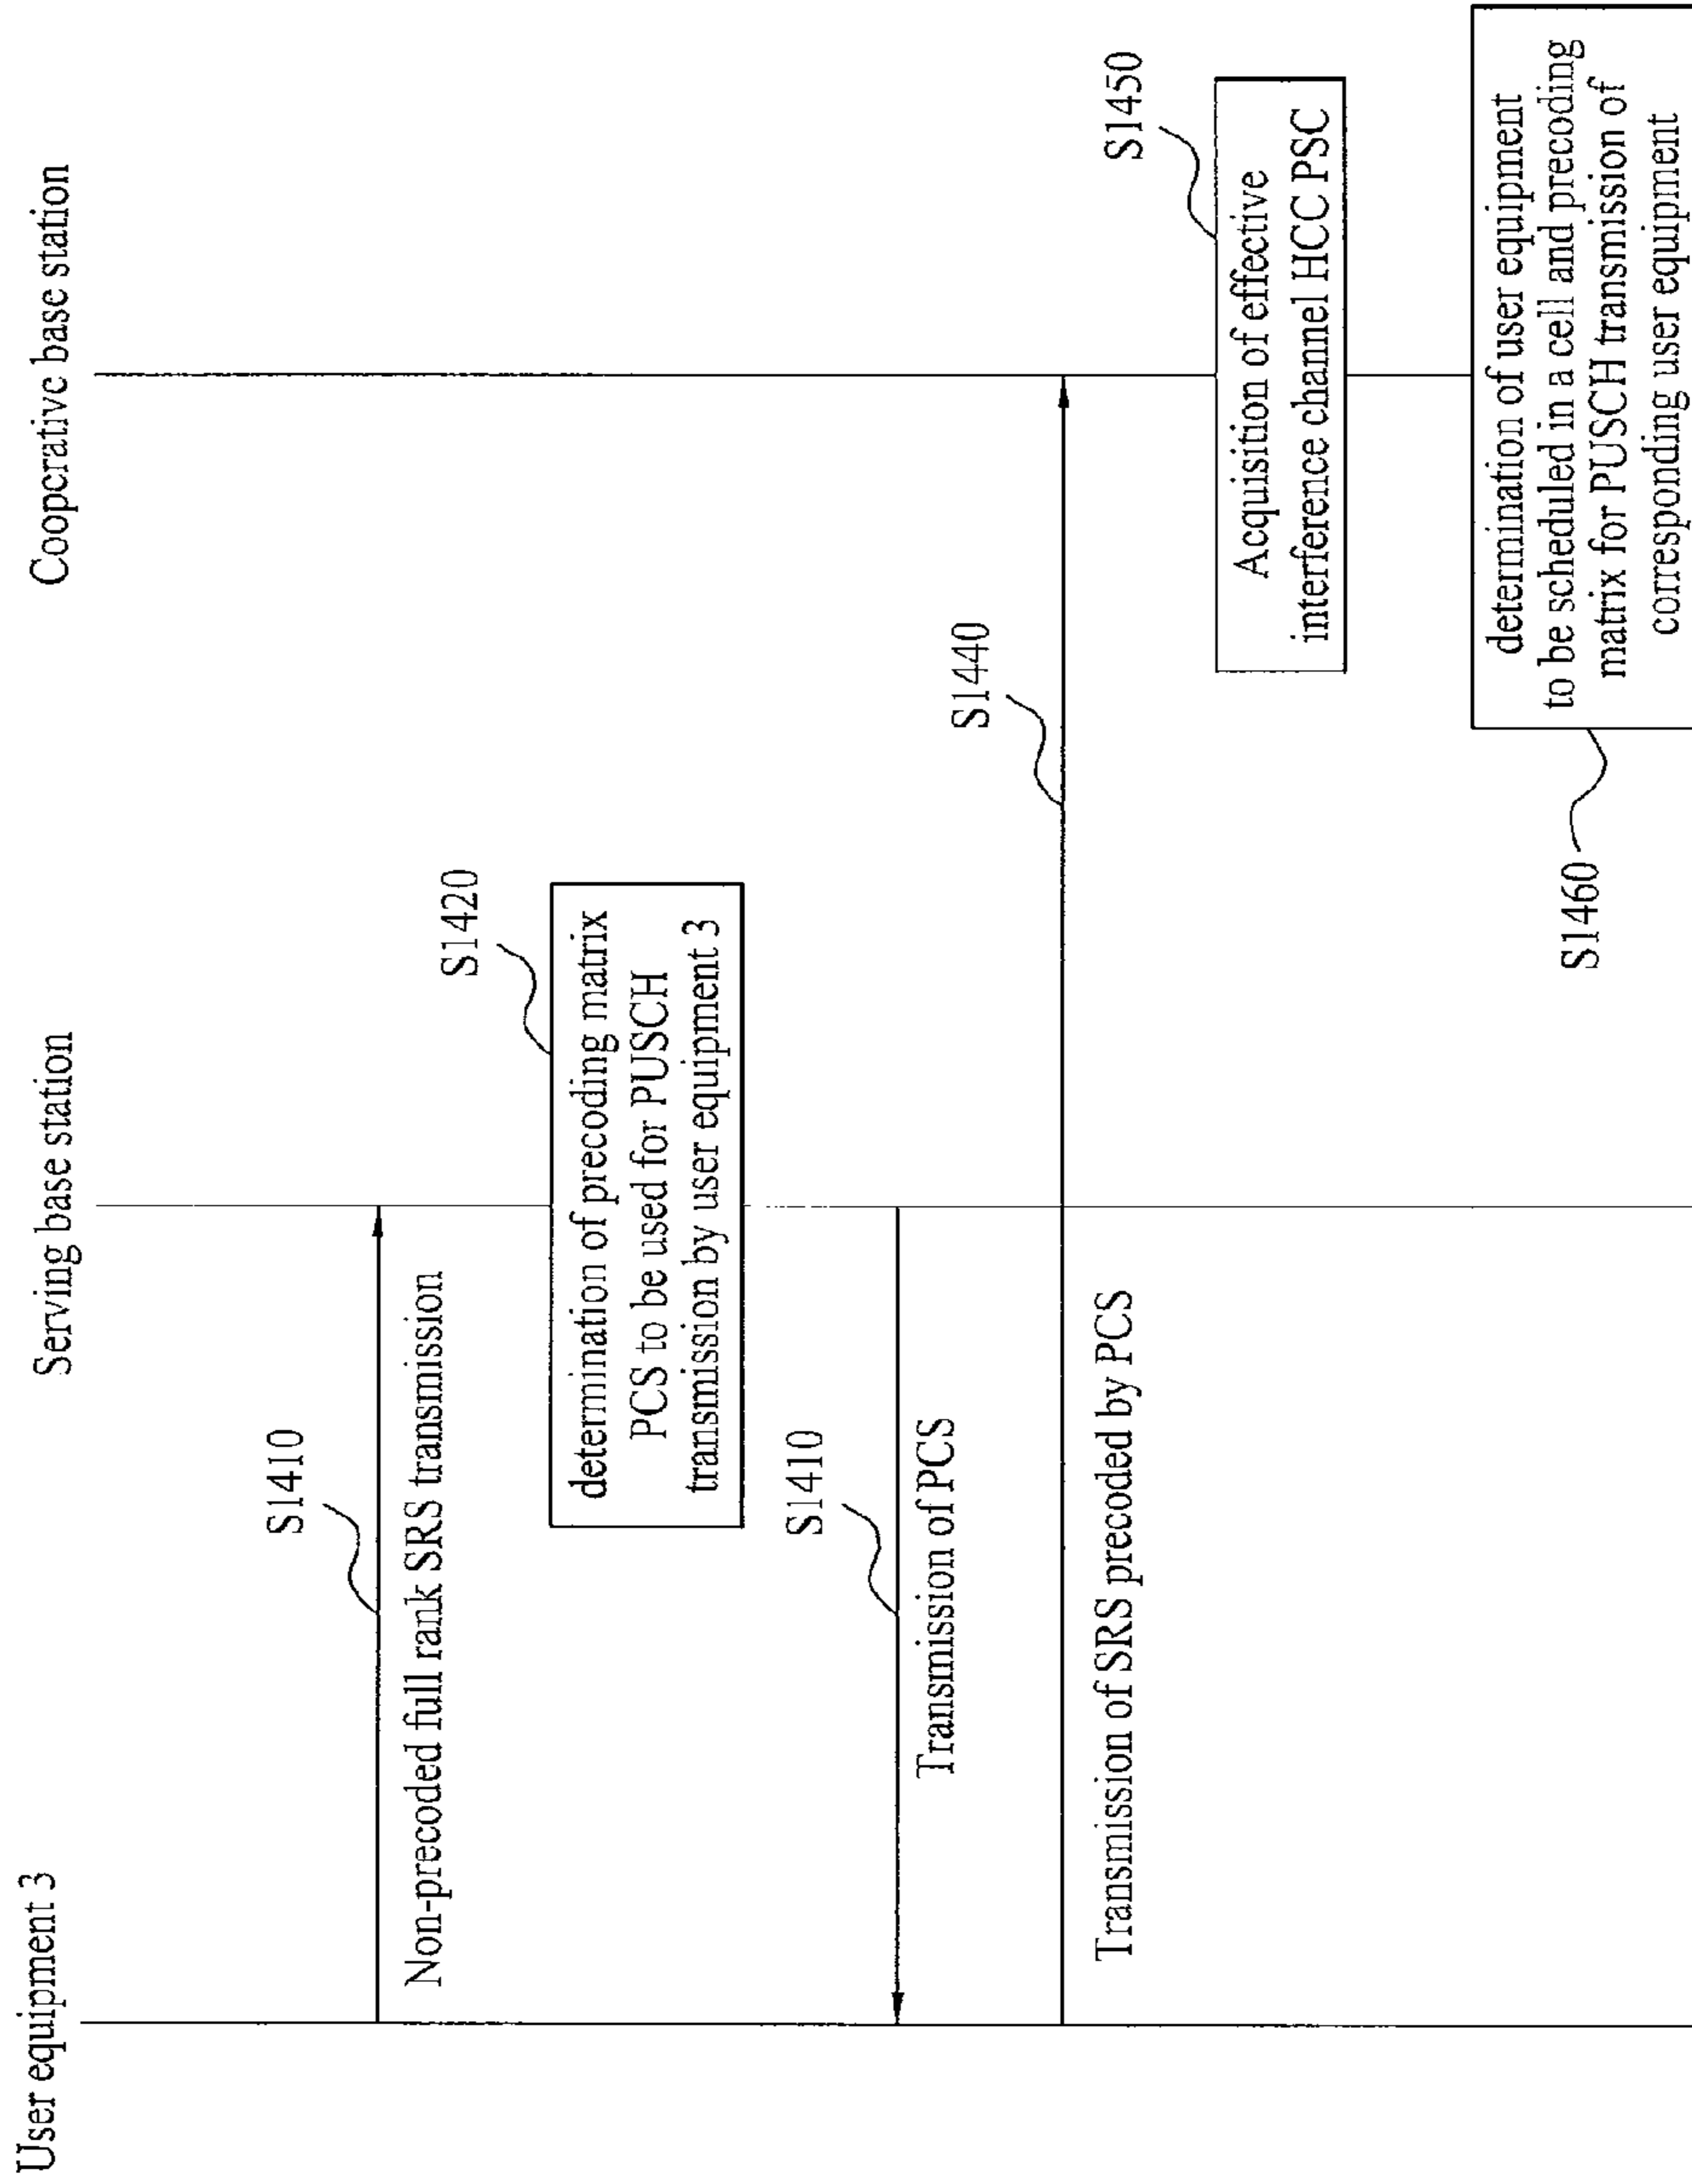 User equipment 3
Serving base station
Cooperative base station
S1410
Non-precoded full rank SRS transmission
S1420
determination of precoding matrix
PCS to be used for PUSCH
transmission by user equipment 3
S1410
Transmission of PCS
S1440
Transmission of SRS precoded by PCS
S1450
Acquisition of effective
interference channel HCC PSC
S1460
determination of user equipment
to be scheduled in a cell and precoding
matrix for PUSCH transmission of
corresponding user equipment